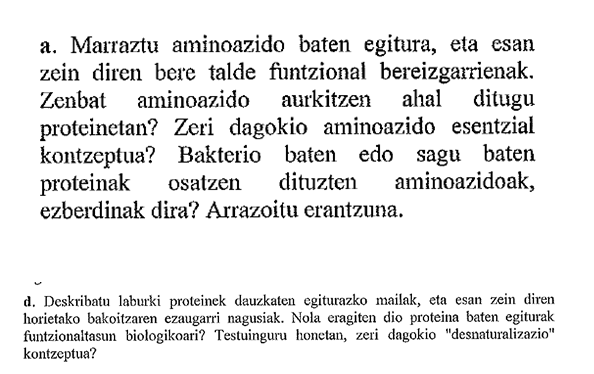 a. Marraztu aminoazido baten egitura, eta esan
zein diren bere talde funtzional bereizgarrienak.
Zenbat aminoazido aurkitzen ahal ditugu
proteinetan? Zeri dagokio aminoazido esentzial
kontzeptua? Bakterio baten edo sagu baten
proteinak osatzen dituzten aminoazidoak,
ezberdinak dira? Arrazoitu erantzuna.
d. Deskribatu laburki proteinek dauzkaten egiturazko mailak, eta esan zein diren
horietako bakoitzaren ezaugarri nagusiak. Nola eragiten dio proteina baten egiturak
funtzionaltasun biologikoari? Testuinguru honetan, zeri dagokio "desnaturalizazio"
kontzeptua?